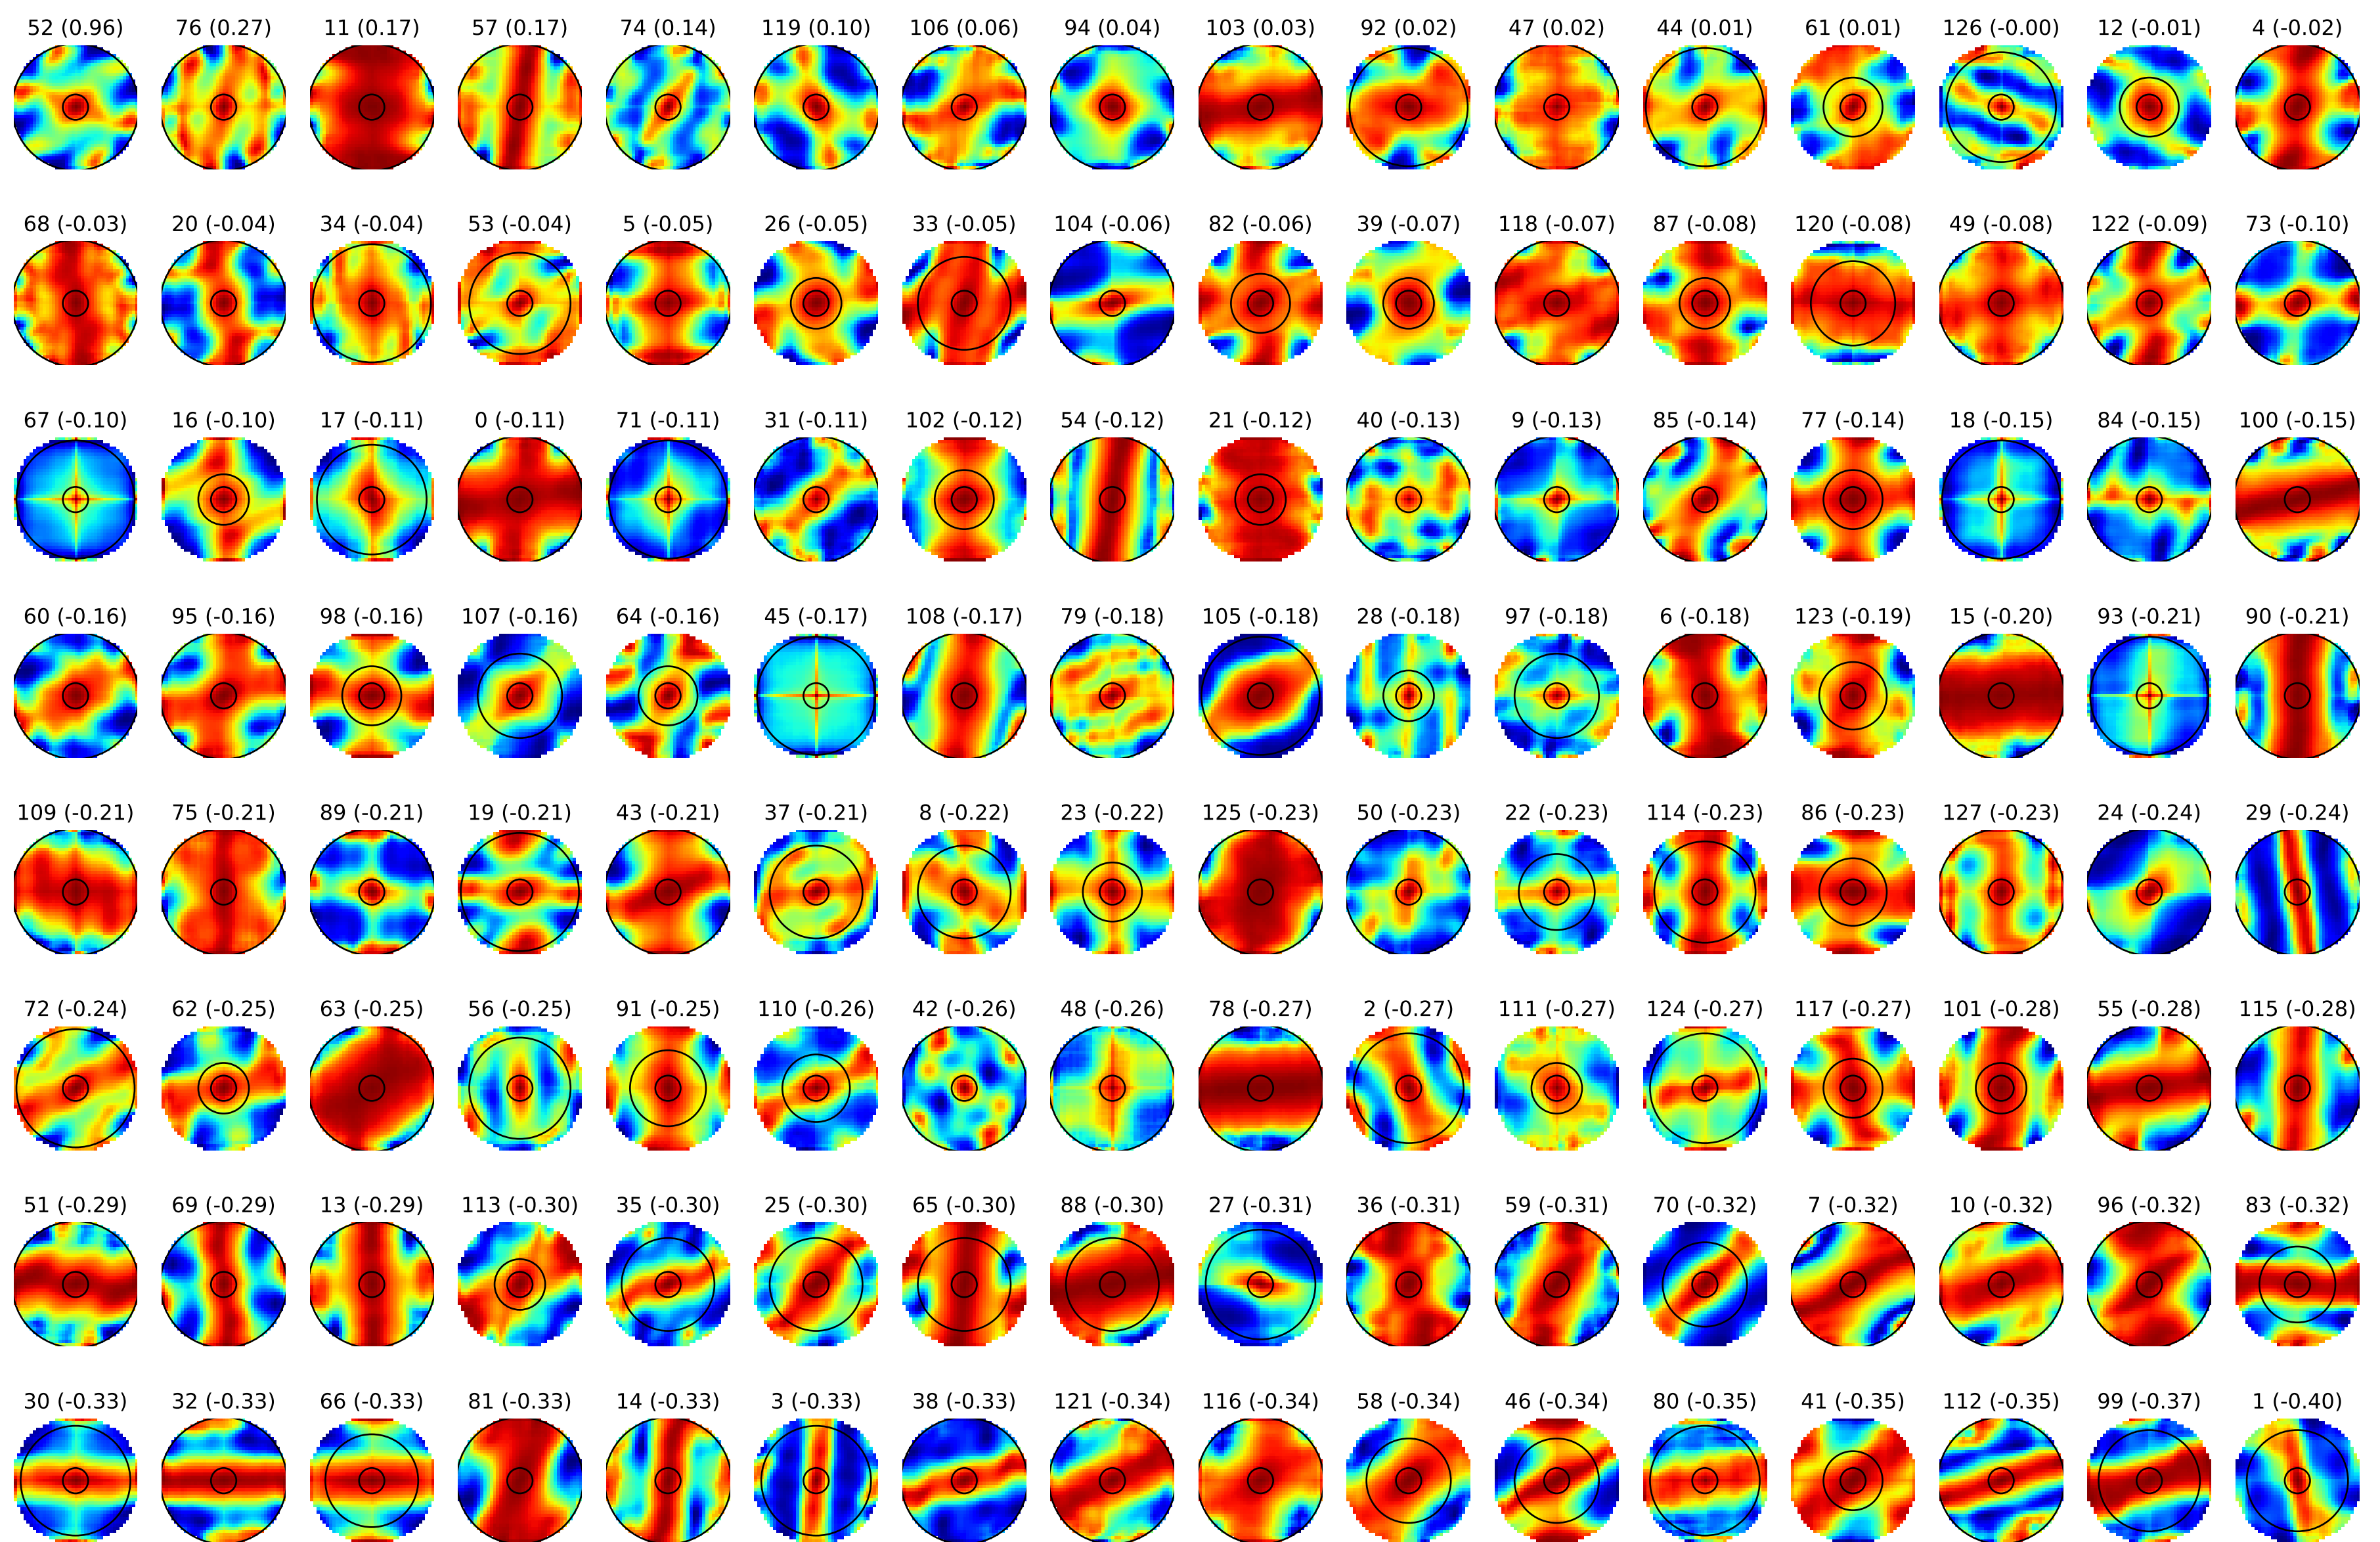 52 (0.96) 76 (0.27) 11 (0.17) 57 (0.17) 74 (0.14) 119 (0.10) 106 (0.06) 94 (0.04) 103 (0.03) 92 (0.02) 47 (0.02) 44 (0.01) 61 (0.01) 126 (-0.00) 12 (-0.01) 4 (-0.02)
68 (-0.03) 20 (-0.04) 34 (-0.04) 53 (-0.04) 5 (-0.05) 26 (-0.05) 33 (-0.05) 104 (-0.06) 82 (-0.06) 39 (-0.07) 118 (-0.07) 87 (-0.08) 120 (-0.08) 49 (-0.08) 122 (-0.09) 73 (-0.10)
67 (-0.10) 16 (-0.10) 17 (-0.11) 0 (-0.11) 71 (-0.11) 31 (-0.11) 102 (-0.12) 54 (-0.12) 21 (-0.12) 40 (-0.13) 9 (-0.13) 85 (-0.14) 77 (-0.14) 18 (-0.15) 84 (-0.15) 100 (-0.15)
60 (-0.16) 95 (-0.16) 98 (-0.16) 107 (-0.16) 64 (-0.16) 45 (-0.17) 108 (-0.17) 79 (-0.18) 105 (-0.18) 28 (-0.18) 97 (-0.18) 6 (-0.18) 123 (-0.19) 15 (-0.20) 93 (-0.21) 90 (-0.21)
109 (-0.21) 75 (-0.21) 89 (-0.21) 19 (-0.21) 43 (-0.21) 37 (-0.21) 8 (-0.22) 23 (-0.22) 125 (-0.23) 50 (-0.23) 22 (-0.23) 114 (-0.23) 86 (-0.23) 127 (-0.23) 24 (-0.24) 29 (-0.24)
72 (-0.24) 62 (-0.25) 63 (-0.25) 56 (-0.25) 91 (-0.25) 110 (-0.26) 42 (-0.26) 48 (-0.26) 78 (-0.27) 2 (-0.27) 111 (-0.27) 124 (-0.27) 117 (-0.27) 101 (-0.28) 55 (-0.28) 115 (-0.28)
51 (-0.29) 69 (-0.29) 13 (-0.29) 113 (-0.30) 35 (-0.30) 25 (-0.30) 65 (-0.30) 88 (-0.30) 27 (-0.31) 36 (-0.31) 59 (-0.31) 70 (-0.32) 7 (-0.32) 10 (-0.32) 96 (-0.32) 83 (-0.32)
30 (-0.33) 32 (-0.33) 66 (-0.33) 81 (-0.33) 14 (-0.33) 3 (-0.33) 38 (-0.33) 121 (-0.34) 116 (-0.34) 58 (-0.34) 46 (-0.34) 80 (-0.35) 41 (-0.35) 112 (-0.35) 99 (-0.37) 1 (-0.40)